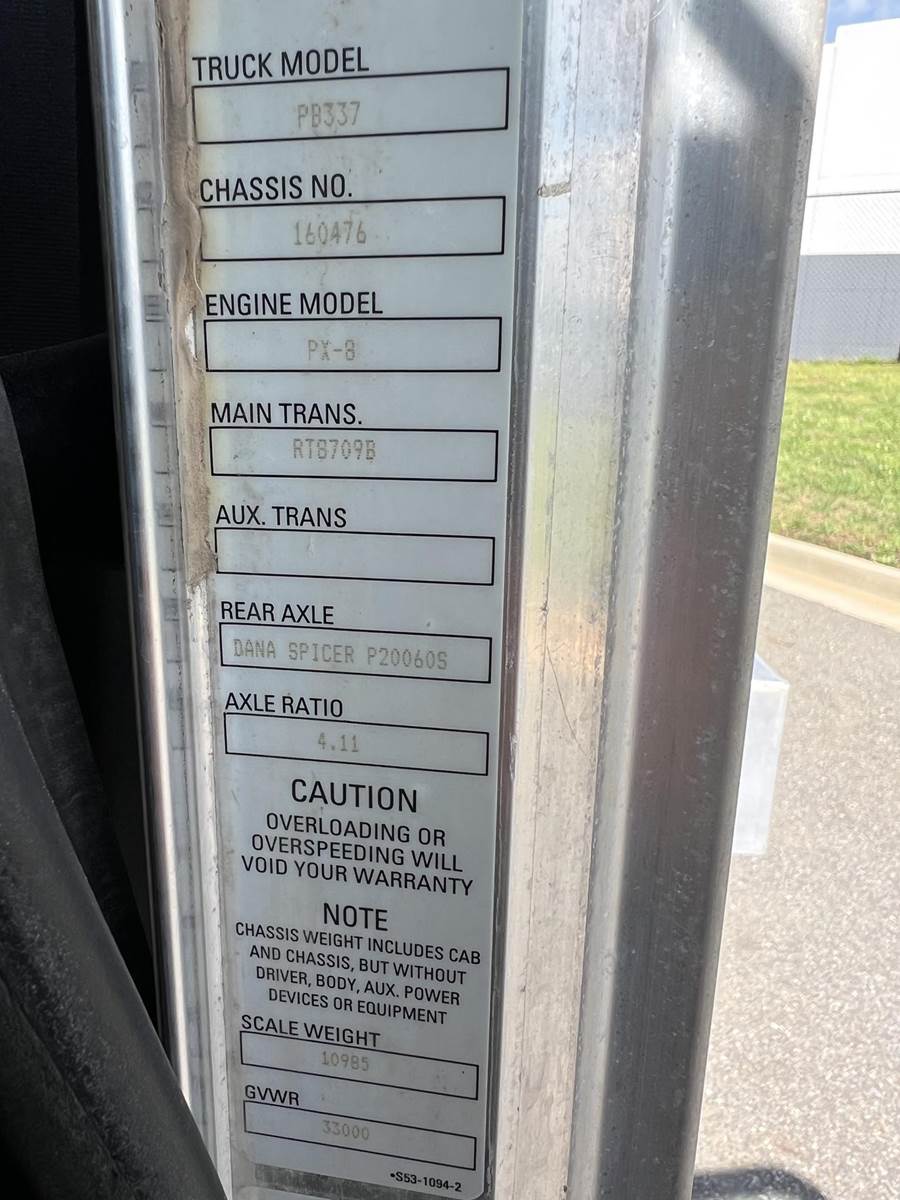 TRUCK MODEL
PB337
CHASSIS NO.
160476
ENGINE MODEL
PX-8
MAIN TRANS.
RT8709B
AUX. TRANS
REAR AXLE
DANA SPICER P20060S
AXLE RATIO
4.11
CAUTION
OVERLOADING OR
OVERSPEEDING WILL
VOID YOUR WARRANTY
NOTE
CHASSIS WEIGHT INCLUDES CAB
AND CHASSIS, BUT WITHOUT
DRIVER, BODY, AUX. POWER
DEVICES OR EQUIPMENT
SCALE WEIGHT
10985
GVWR
33000
•S53-1094-2